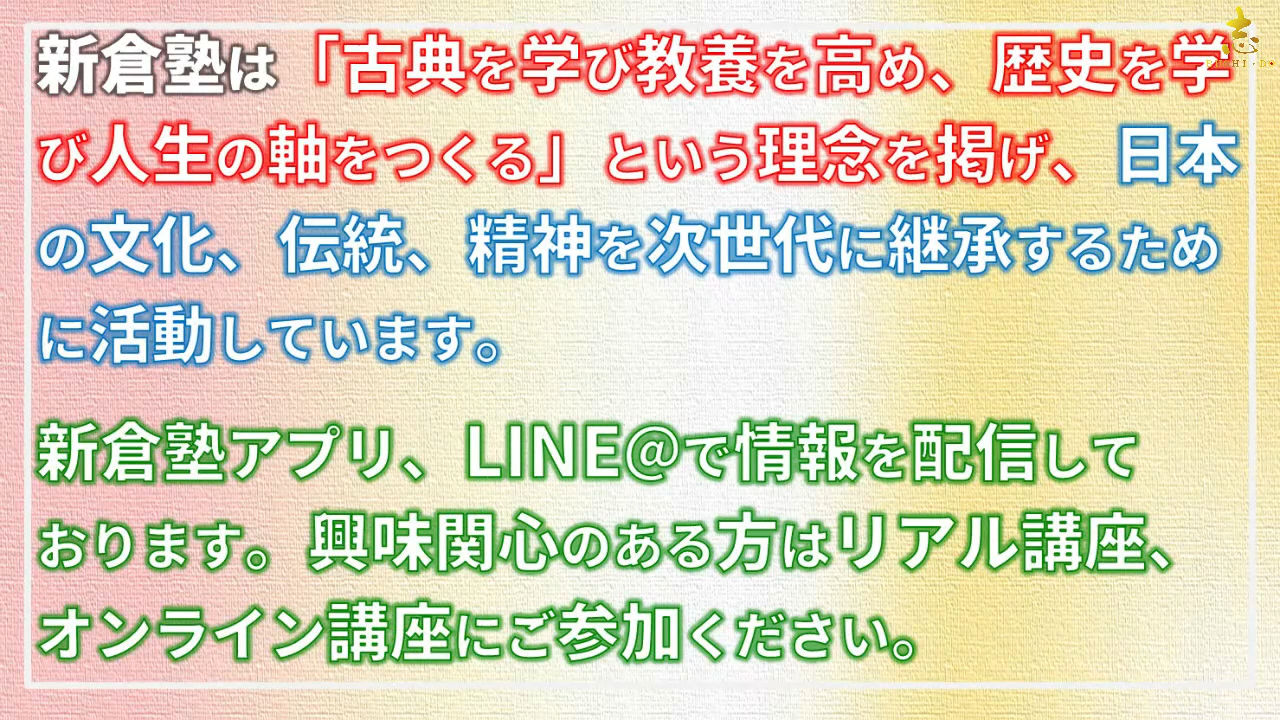 新倉塾は「古典を学び教養を高め、歴史を学
び人生の軸をつくる」という理念を掲げ、日本
の文化、伝統、精神を次世代に継承するため
に活動しています。
新倉塾アプリ、LINE@で情報を配信して
おります。興味関心のある方はリアル講座、
オンライン講座にご参加ください。
志